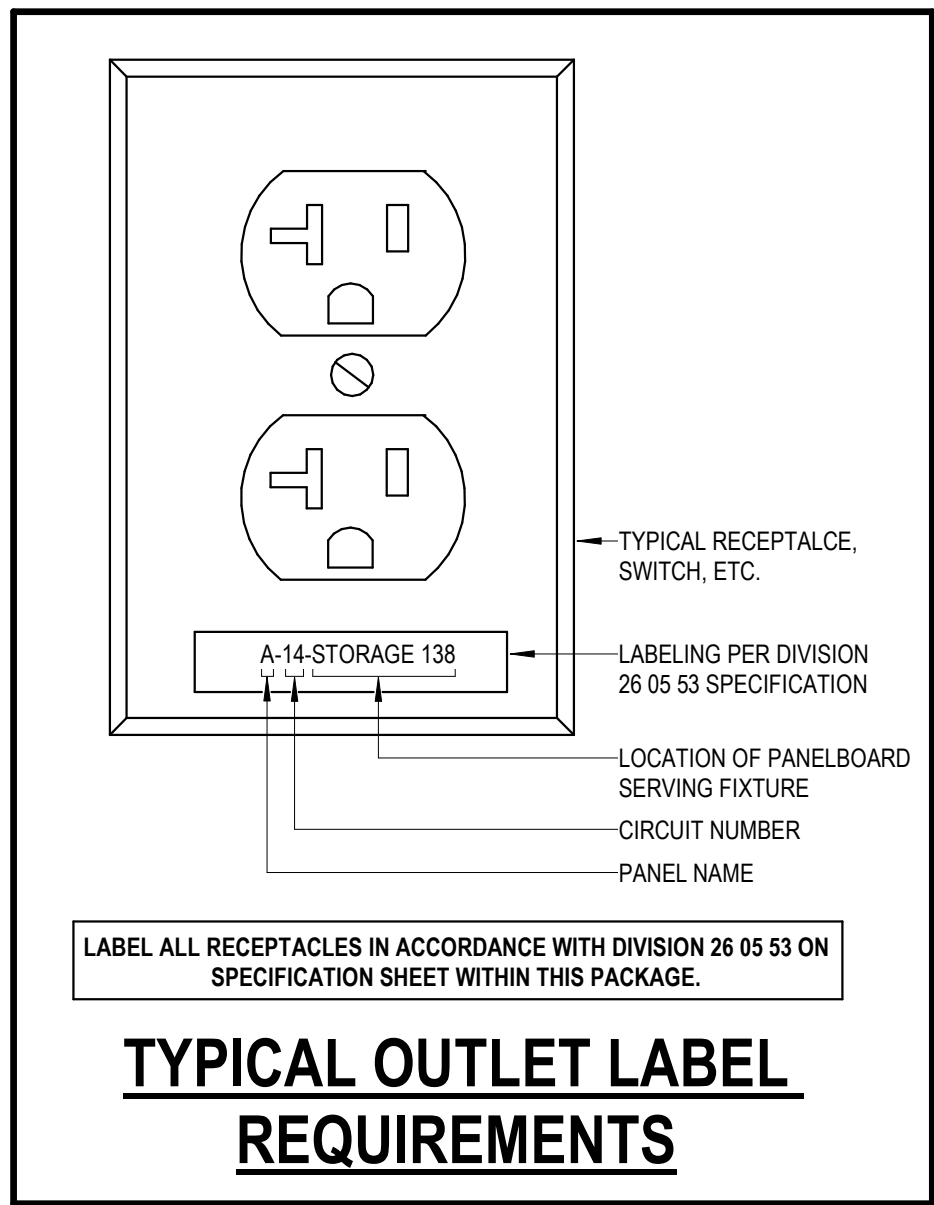 TYPICAL RECEPTALCE,
SWITCH, ETC.
A-14-STORAGE 138
LABELING PER DIVISION
26 05 53 SPECIFICATION
LOCATION OF PANELBOARD
SERVING FIXTURE
CIRCUIT NUMBER
PANEL NAME
LABEL ALL RECEPTACLES IN ACCORDANCE WITH DIVISION 26 05 53 ON
SPECIFICATION SHEET WITHIN THIS PACKAGE.
TYPICAL OUTLET LABEL
REQUIREMENTS